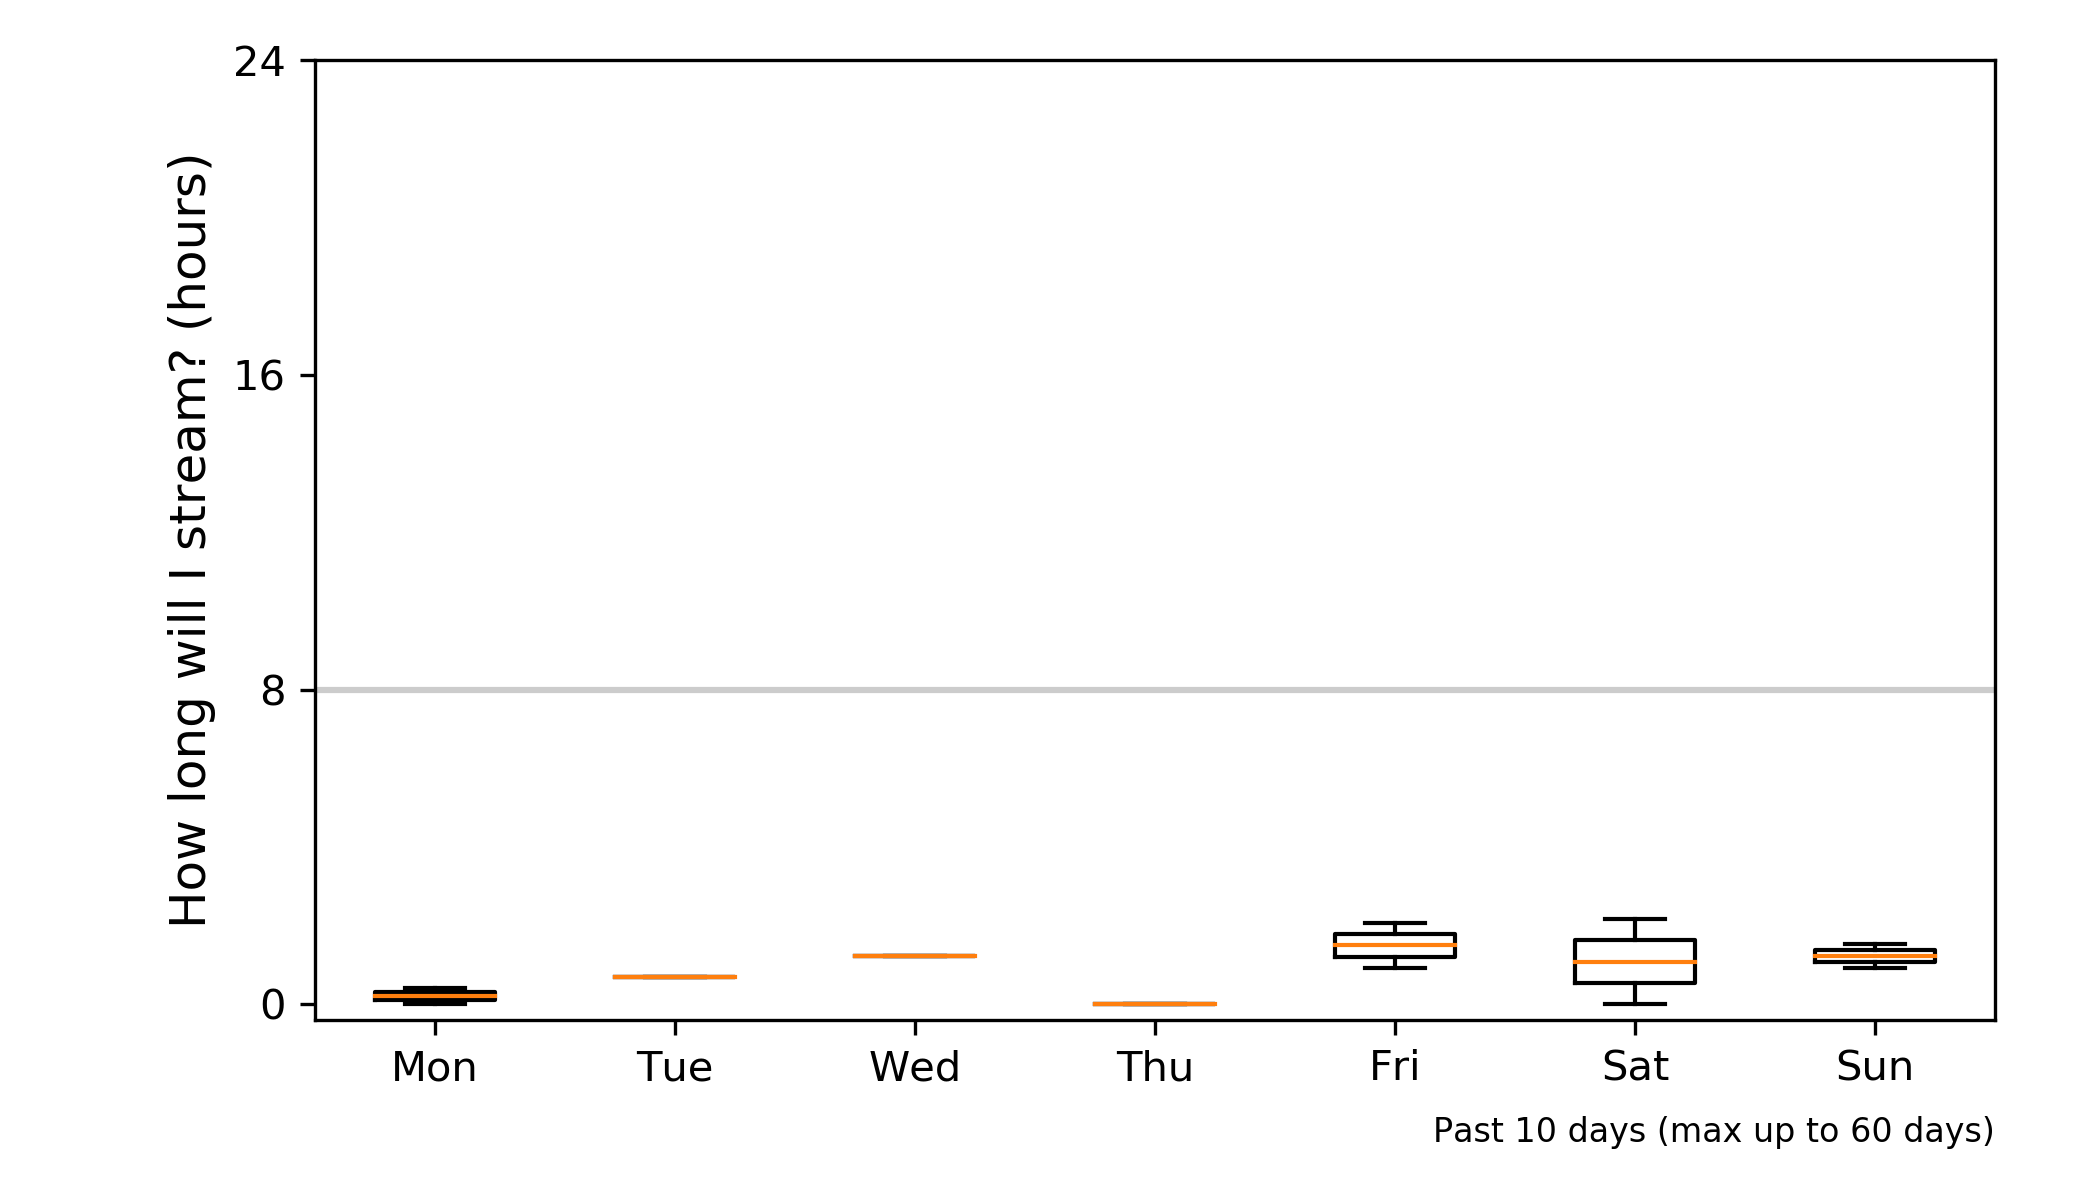 How long will I stream? (hours)
24
16
8
0
Mon Tue Wed Thu Fri Sat Sun
Past 10 days (max up to 60 days)